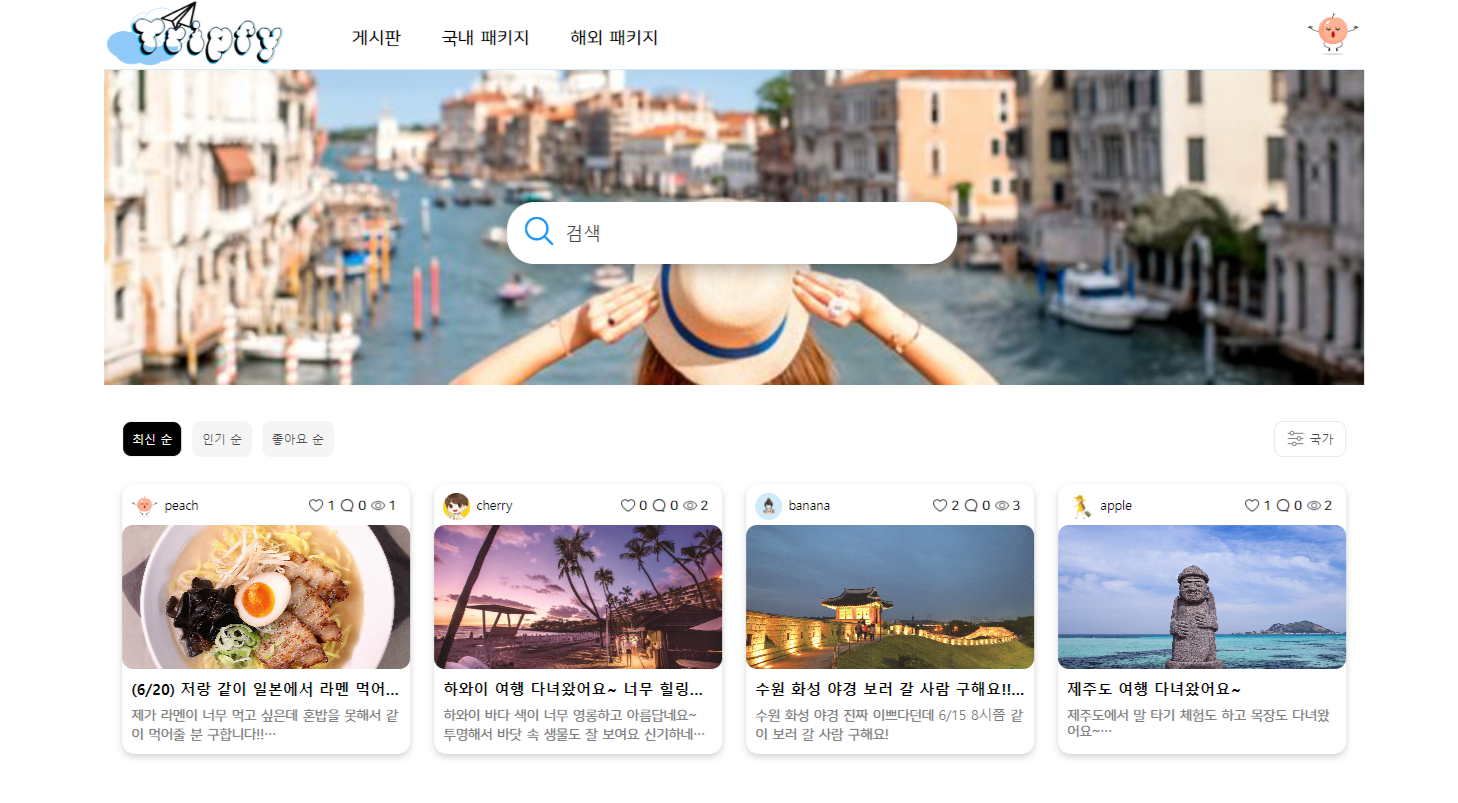 Tripfy
게시판 국내 패키지 해외 패키지
검색
최신 순 인기 순 좋아요 순 국가
peach 1 0 1
(6/20) 저랑 같이 일본에서 라멘 먹어...
제가 라멘이 너무 먹고 싶은데 혼밥을 못해서 같
이 먹어줄 분 구합니다!!…
cherry 0 0 2
하와이 여행 다녀왔어요~ 너무 힐링...
하와이 바다 색이 너무 영롱하고 아름답네요~
투명해서 바닷 속 생물도 잘 보여요 신기하네…
banana 2 0 3
수원 화성 야경 보러 갈 사람 구해요!!...
수원 화성 야경 진짜 이쁘다던데 6/15 8시쯤 같
이 보러 갈 사람 구해요!
apple 1 0 2
제주도 여행 다녀왔어요~
제주도에서 말 타기 체험도 하고 목장도 다녀왔
어요~…